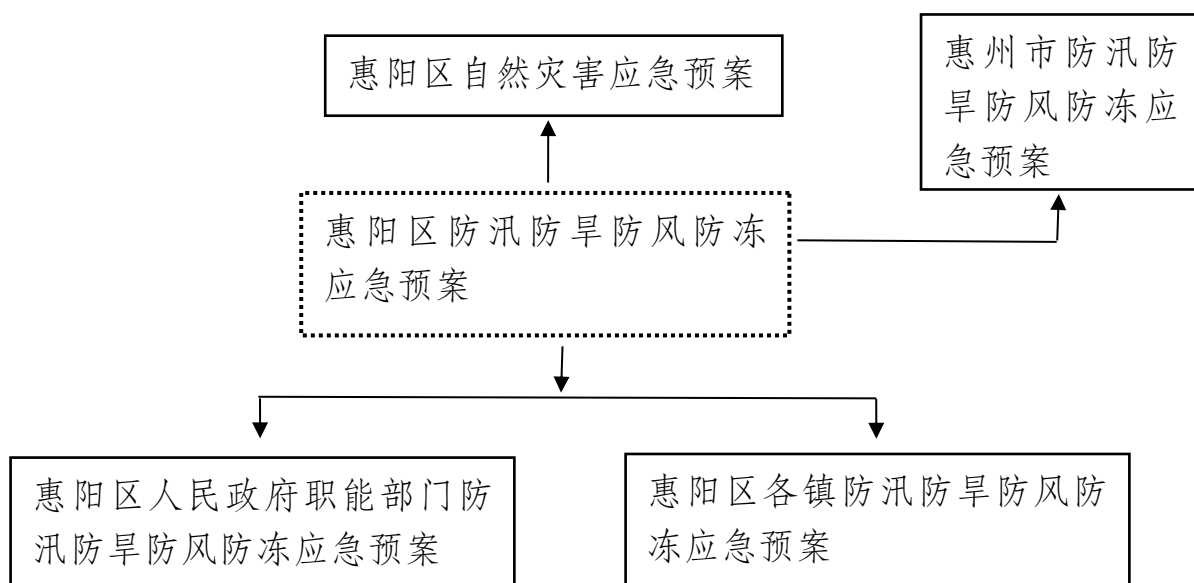 惠阳区自然灾害应急预案
惠州市防汛防
旱防风防冻应
急预案
惠阳区防汛防旱防风防冻
应急预案
惠阳区人民政府职能部门防
汛防旱防风防冻应急预案
惠阳区各镇防汛防旱防风防
冻应急预案